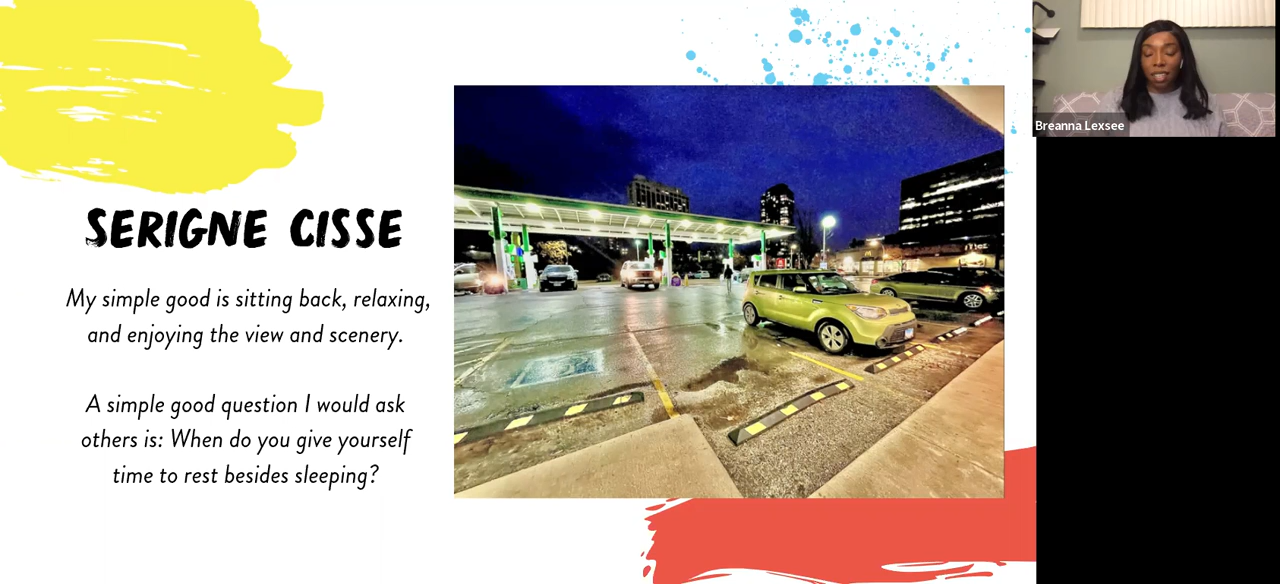 SERIGNE CISSE
My simple good is sitting back, relaxing,
and enjoying the view and scenery.
A simple good question I would ask
others is: When do you give yourself
time to rest besides sleeping?
Breanna Lexsee